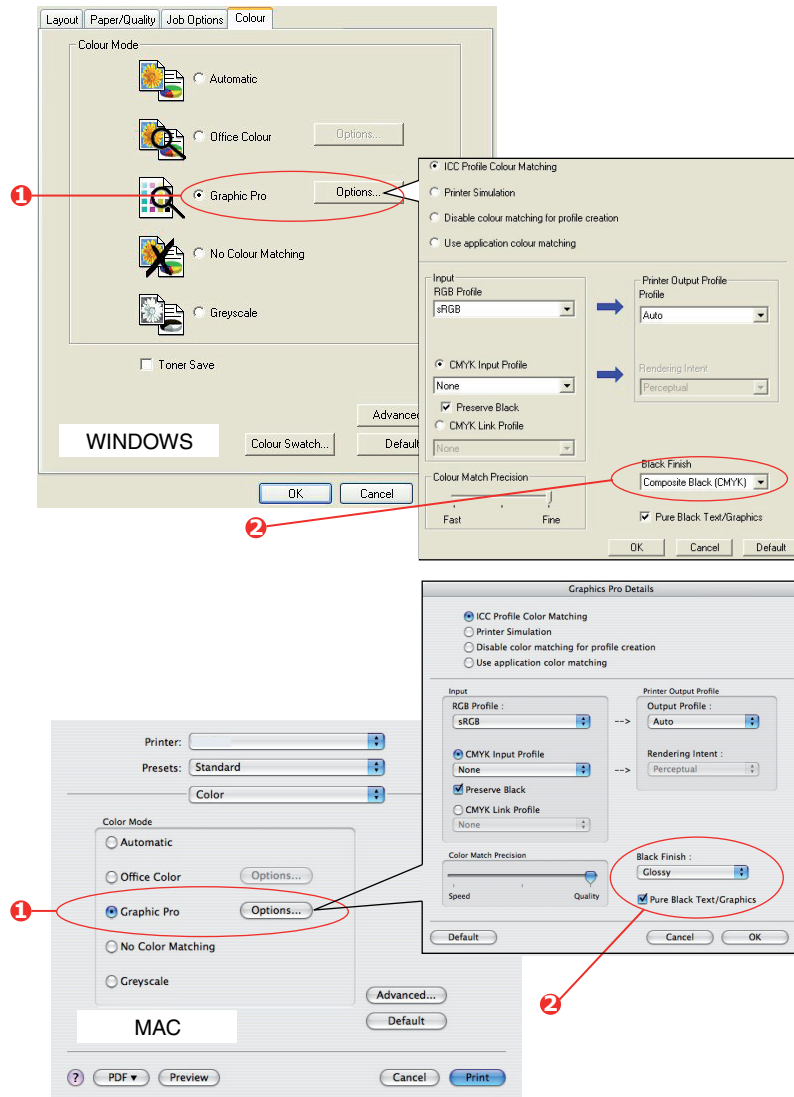 Layout Paper/Quality Job Options Colour
Colour Mode
Automatic
Office Colour Options...
1 Graphic Pro Options...
No Colour Matching
Greyscale
Toner Save
Advanced
WINDOWS Colour Swatch... Default
OK Cancel
ICC Profile Colour Matching
Printer Simulation
Disable colour matching for profile creation
Use application colour matching
Input
RGB Profile
sRGB
Printer Output Profile
Profile
Auto
CMYK Input Profile
None
Rendering Intent
Perceptual
Preserve Black
CMYK Link Profile
None
Colour Match Precision
Fast Fine
Black Finish
Composite Black (CMYK)
2
Pure Black Text/Graphics
OK Cancel Default
Graphics Pro Details
ICC Profile Color Matching
Printer Simulation
Disable color matching for profile creation
Use application color matching
Input
RGB Profile :
sRGB -->
Printer Output Profile
Output Profile :
Auto
CMYK Input Profile
None -->
Rendering Intent :
Perceptual
Preserve Black
CMYK Link Profile
None
Color Match Precision
Speed Quality
Black Finish :
Glossy
Pure Black Text/Graphics
Default Cancel OK
2
Printer:
Presets: Standard
Color
Color Mode
Automatic
Office Color Options...
1 Graphic Pro Options...
No Color Matching
Greyscale
Advanced...
Default
MAC
? PDF ▼ Preview Cancel Print